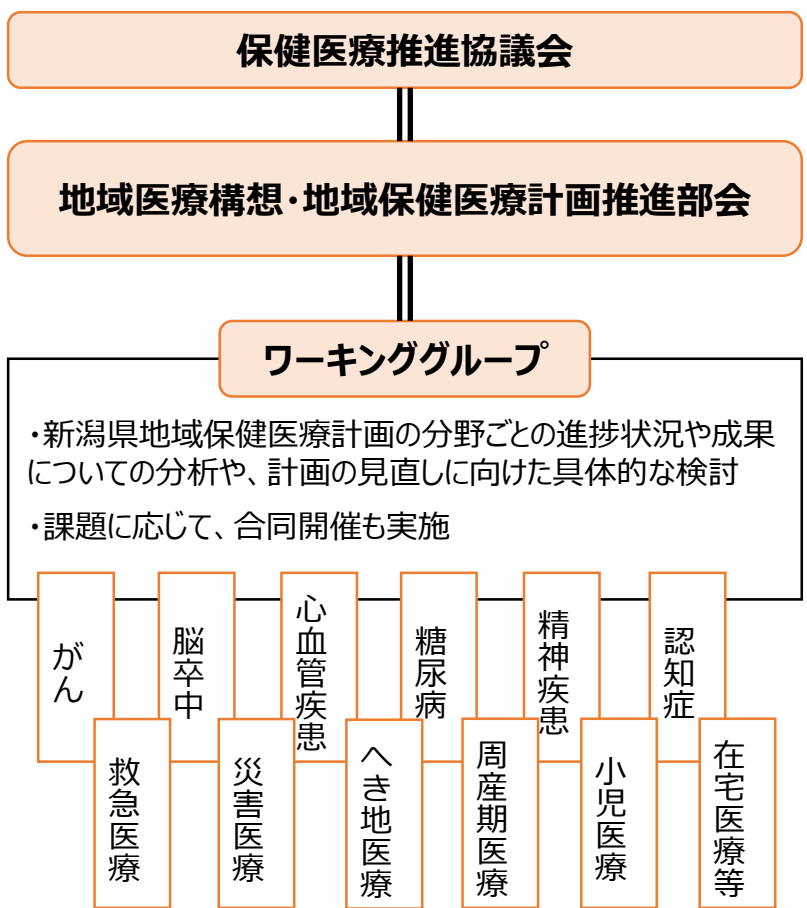 保健医療推進協議会
地域医療構想・地域保健医療計画推進部会
ワーキンググループ
・新潟県地域保健医療計画の分野ごとの進捗状況や成果
についての分析や、計画の見直しに向けた具体的な検討
・課題に応じて、合同開催も実施
がん
脳卒中
心血管疾患
糖尿病
精神疾患
認知症
救急医療
災害医療
へき地医療
周産期医療
小児医療
在宅医療等